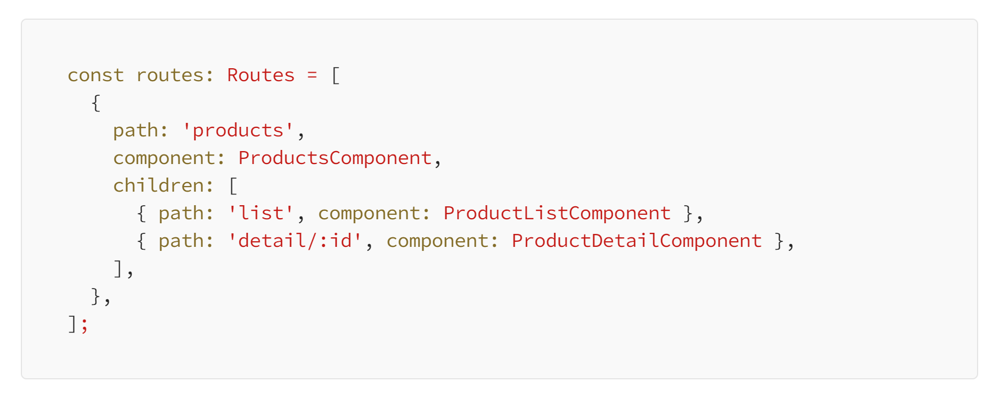 const routes: Routes = [
  {
    path: 'products',
    component: ProductsComponent,
    children: [
      { path: 'list', component: ProductListComponent },
      { path: 'detail/:id', component: ProductDetailComponent },
    ],
  },
];